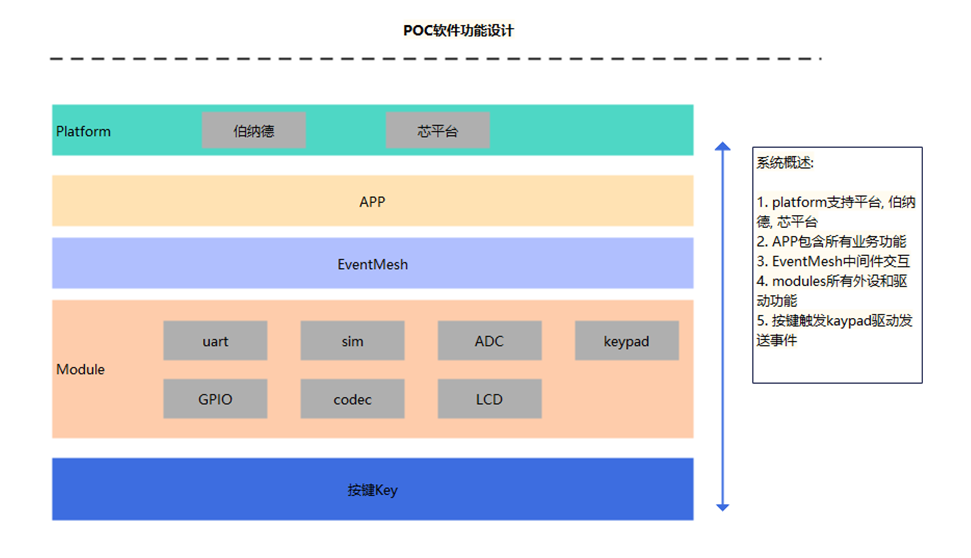 POC软件功能设计
Platform
伯纳德
芯平台
APP
EventMesh
Module
uart
sim
ADC
keypad
GPIO
codec
LCD
按键Key
系统概述:
1. platform支持平台, 伯纳
德, 芯平台
2. APP包含所有业务功能
3. EventMesh中间件交互
4. modules所有外设和驱
动功能
5. 按键触发kaypad驱动发
送事件